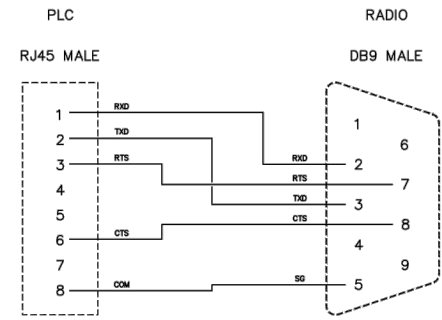 PLC RADIO
RJ45 MALE DB9 MALE
1 RXD
2 TXD
3 RTS
4
5
6 CTS
7
8 COM
1
6
RXD 2
RTS 7
TXD 3
CTS 8
4
9
SG 5